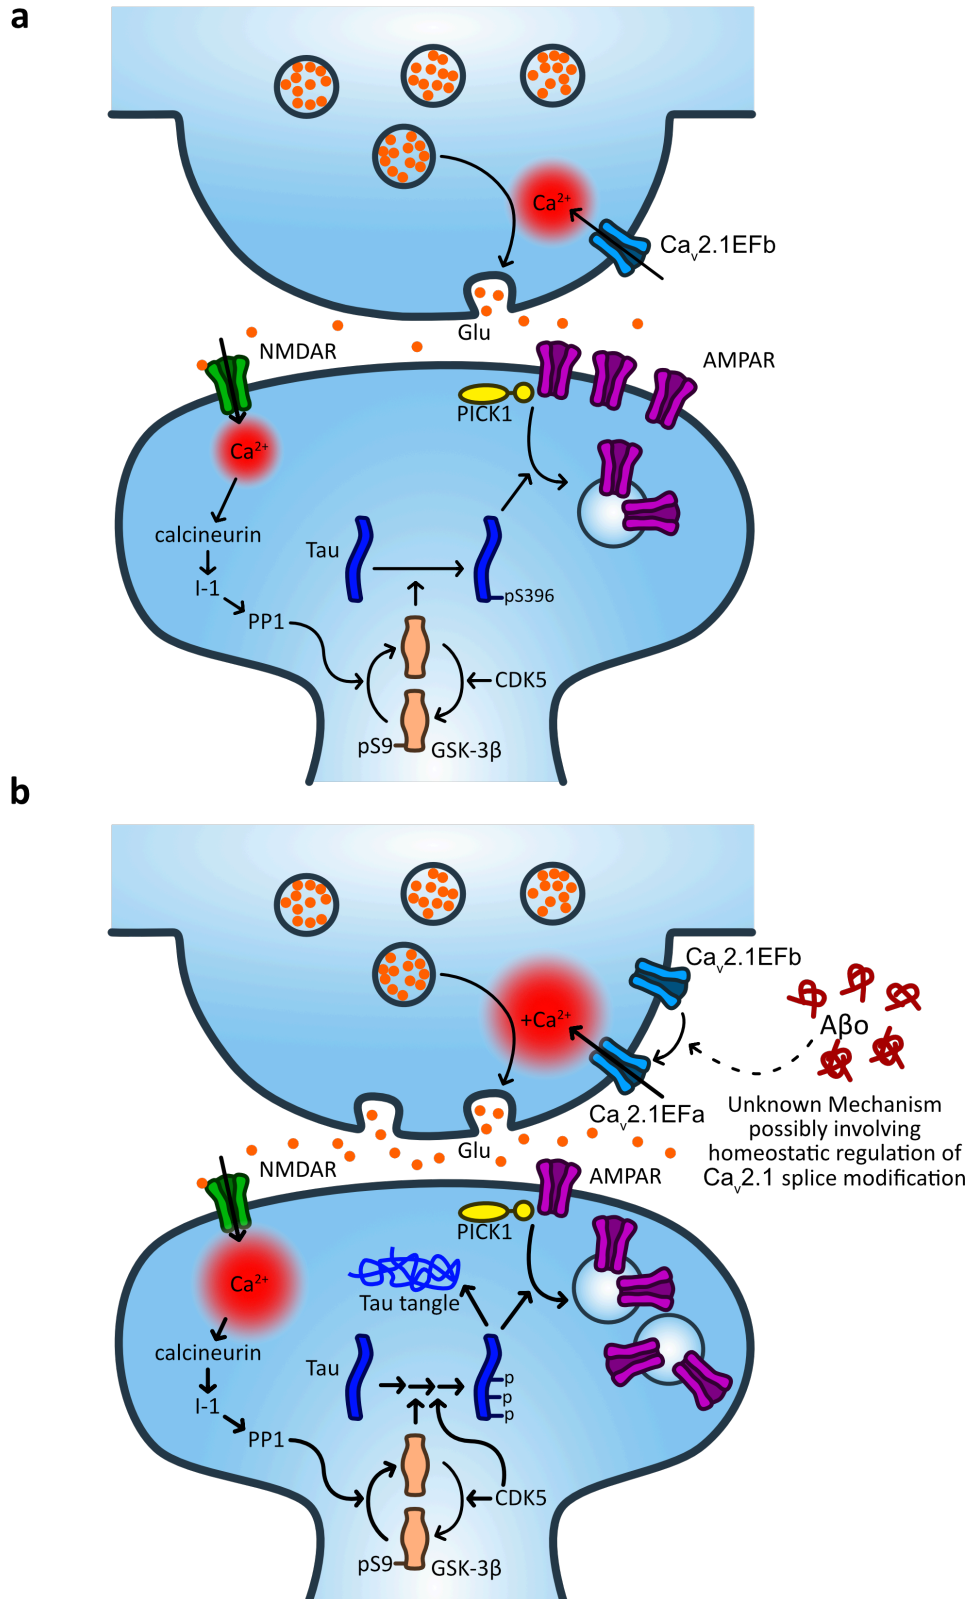 a
Ca²⁺
Caᵥ2.1EFb
Glu
NMDAR
AMPAR
PICK1
Ca²⁺
calcineurin
Tau
I-1
pS396
PP1
CDK5
pS9
GSK-3β
b
Caᵥ2.1EFb
+Ca²⁺
Aβo
Caᵥ2.1EFa
Unknown Mechanism
possibly involving
homeostatic regulation of
Caᵥ2.1 splice modification
Glu
NMDAR
AMPAR
PICK1
Ca²⁺
Tau tangle
calcineurin
Tau
p
I-1
p
p
PP1
CDK5
pS9
GSK-3β